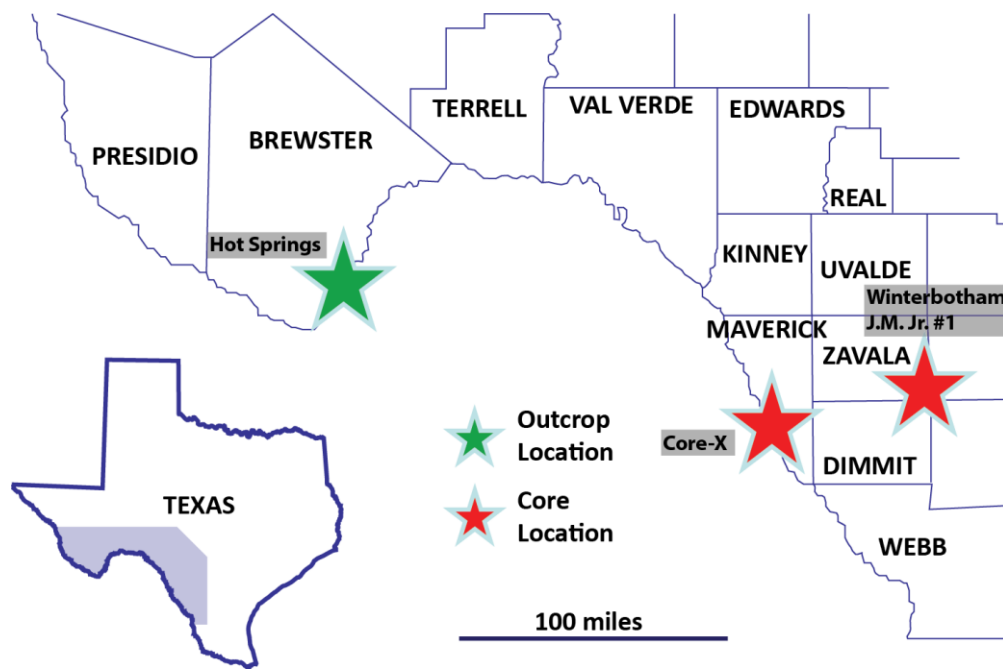 TERRELL
VAL VERDE
EDWARDS
BREWSTER
PRESIDIO
REAL
Hot Springs
KINNEY
UVALDE
Winterbotham
J.M. Jr. #1
MAVERICK
ZAVALA
Outcrop
Location
Core-X
DIMMIT
TEXAS
Core
Location
WEBB
100 miles